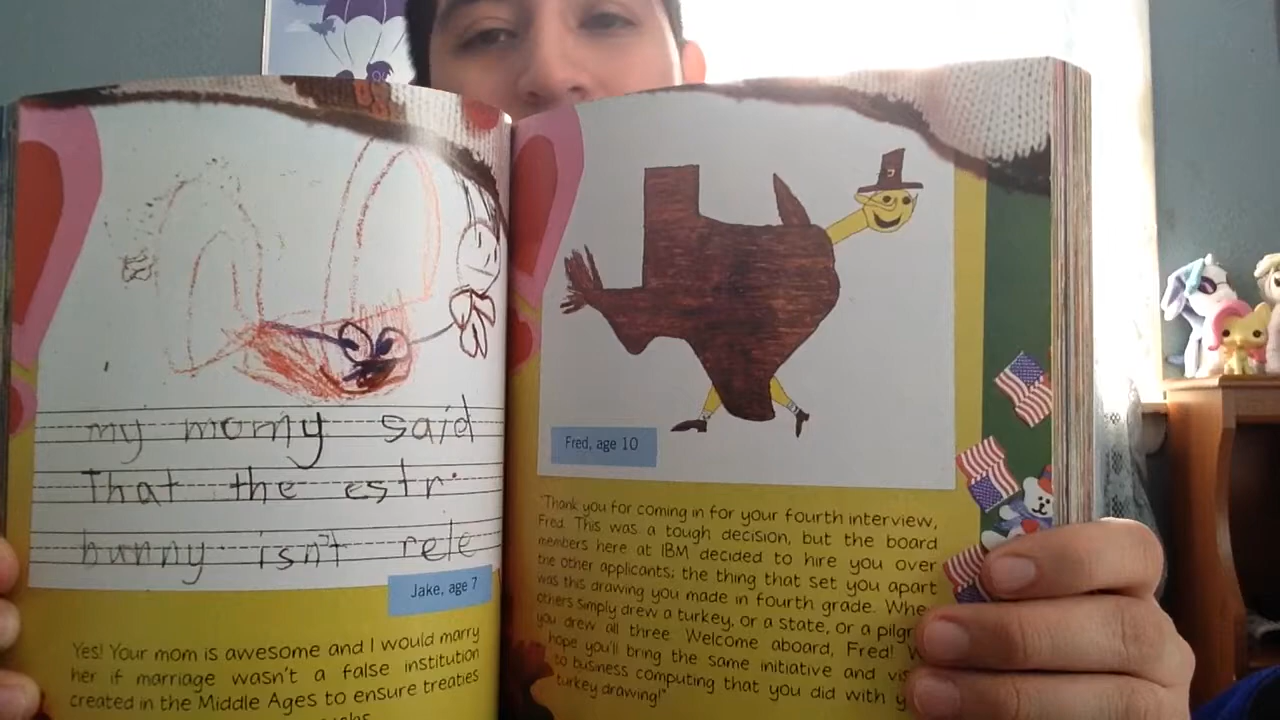 my momy said
That the estr
bunny isn't rele
Jake, age 7
Yes! Your mom is awesome and I would marry
her if marriage wasn't a false institution
created in the Middle Ages to ensure treaties
Fred, age 10
"Thank you for coming in for your fourth interview,
Fred. This was a tough decision, but the board
members here at IBM decided to hire you over
the other applicants; the thing that set you apart
was this drawing you made in fourth grade. Whe
others simply drew a turkey, or a state, or a pilgr
you drew all three. Welcome aboard, Fred! W
hope you'll bring the same initiative and vis
to business computing that you did with y
turkey drawing!"